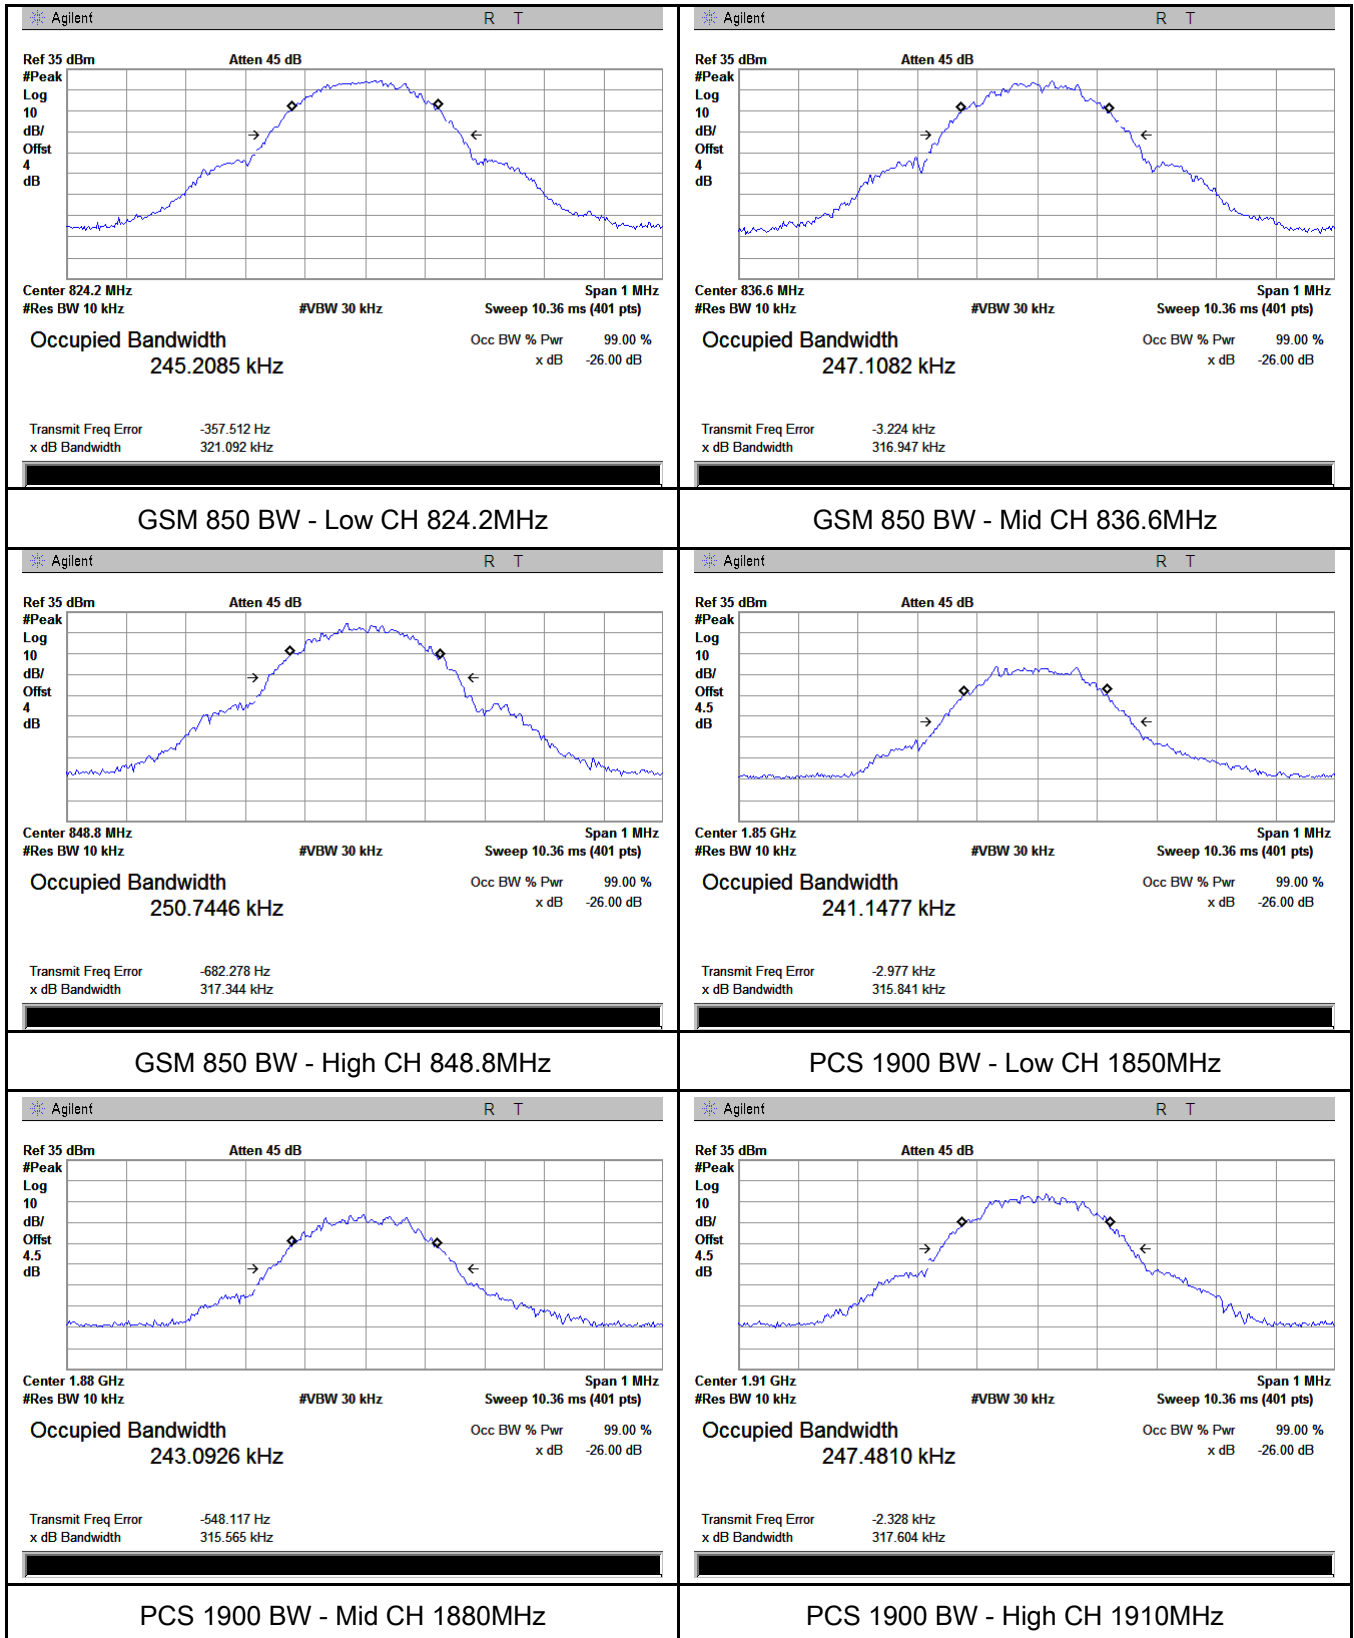 Agilent R T
Ref 35 dBm Atten 45 dB
#Peak
Log
10
dB/
Offst
4
dB
Center 824.2 MHz Span 1 MHz
#Res BW 10 kHz #VBW 30 kHz Sweep 10.36 ms (401 pts)
Occupied Bandwidth Occ BW % Pwr 99.00 %
245.2085 kHz x dB -26.00 dB
Transmit Freq Error -357.512 Hz
x dB Bandwidth 321.092 kHz
GSM 850 BW - Low CH 824.2MHz
Agilent R T
Ref 35 dBm Atten 45 dB
#Peak
Log
10
dB/
Offst
4
dB
Center 836.6 MHz Span 1 MHz
#Res BW 10 kHz #VBW 30 kHz Sweep 10.36 ms (401 pts)
Occupied Bandwidth Occ BW % Pwr 99.00 %
247.1082 kHz x dB -26.00 dB
Transmit Freq Error -3.224 kHz
x dB Bandwidth 316.947 kHz
GSM 850 BW - Mid CH 836.6MHz
Agilent R T
Ref 35 dBm Atten 45 dB
#Peak
Log
10
dB/
Offst
4
dB
Center 848.8 MHz Span 1 MHz
#Res BW 10 kHz #VBW 30 kHz Sweep 10.36 ms (401 pts)
Occupied Bandwidth Occ BW % Pwr 99.00 %
250.7446 kHz x dB -26.00 dB
Transmit Freq Error -682.278 Hz
x dB Bandwidth 317.344 kHz
GSM 850 BW - High CH 848.8MHz
Agilent R T
Ref 35 dBm Atten 45 dB
#Peak
Log
10
dB/
Offst
4.5
dB
Center 1.85 GHz Span 1 MHz
#Res BW 10 kHz #VBW 30 kHz Sweep 10.36 ms (401 pts)
Occupied Bandwidth Occ BW % Pwr 99.00 %
241.1477 kHz x dB -26.00 dB
Transmit Freq Error -2.977 kHz
x dB Bandwidth 315.841 kHz
PCS 1900 BW - Low CH 1850MHz
Agilent R T
Ref 35 dBm Atten 45 dB
#Peak
Log
10
dB/
Offst
4.5
dB
Center 1.88 GHz Span 1 MHz
#Res BW 10 kHz #VBW 30 kHz Sweep 10.36 ms (401 pts)
Occupied Bandwidth Occ BW % Pwr 99.00 %
243.0926 kHz x dB -26.00 dB
Transmit Freq Error -548.117 Hz
x dB Bandwidth 315.565 kHz
PCS 1900 BW - Mid CH 1880MHz
Agilent R T
Ref 35 dBm Atten 45 dB
#Peak
Log
10
dB/
Offst
4.5
dB
Center 1.91 GHz Span 1 MHz
#Res BW 10 kHz #VBW 30 kHz Sweep 10.36 ms (401 pts)
Occupied Bandwidth Occ BW % Pwr 99.00 %
247.4810 kHz x dB -26.00 dB
Transmit Freq Error -2.328 kHz
x dB Bandwidth 317.604 kHz
PCS 1900 BW - High CH 1910MHz